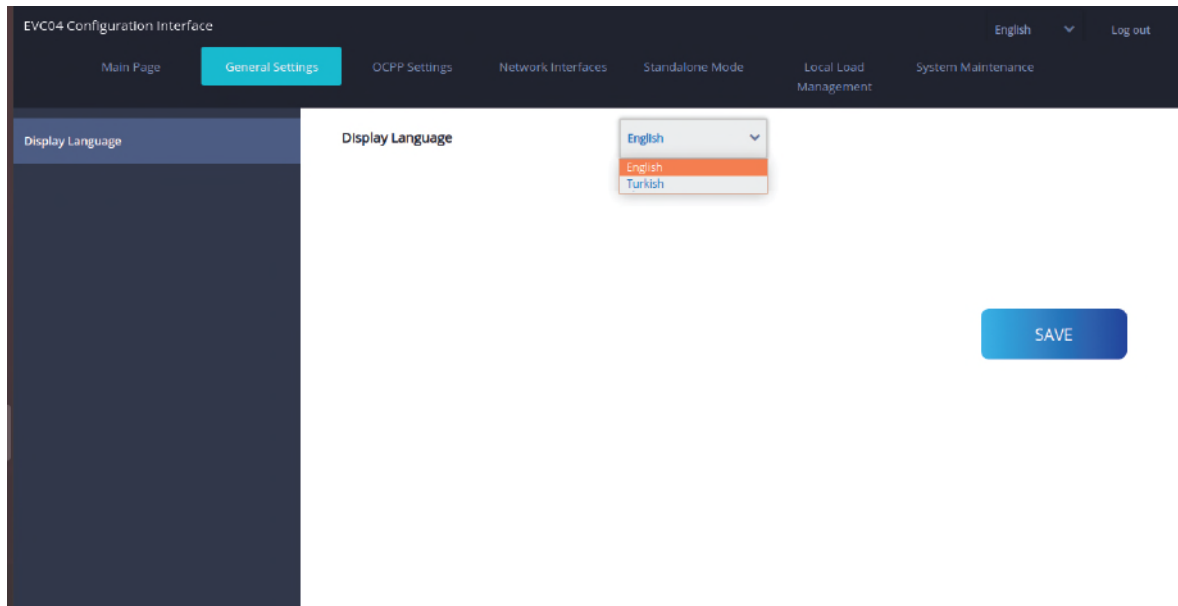 EVC04 Configuration Interface
English
Log out
Main Page
General Settings
OCPP Settings
Network Interfaces
Standalone Mode
Local Load
Management
System Maintenance
Display Language
Display Language
English
English
Turkish
SAVE